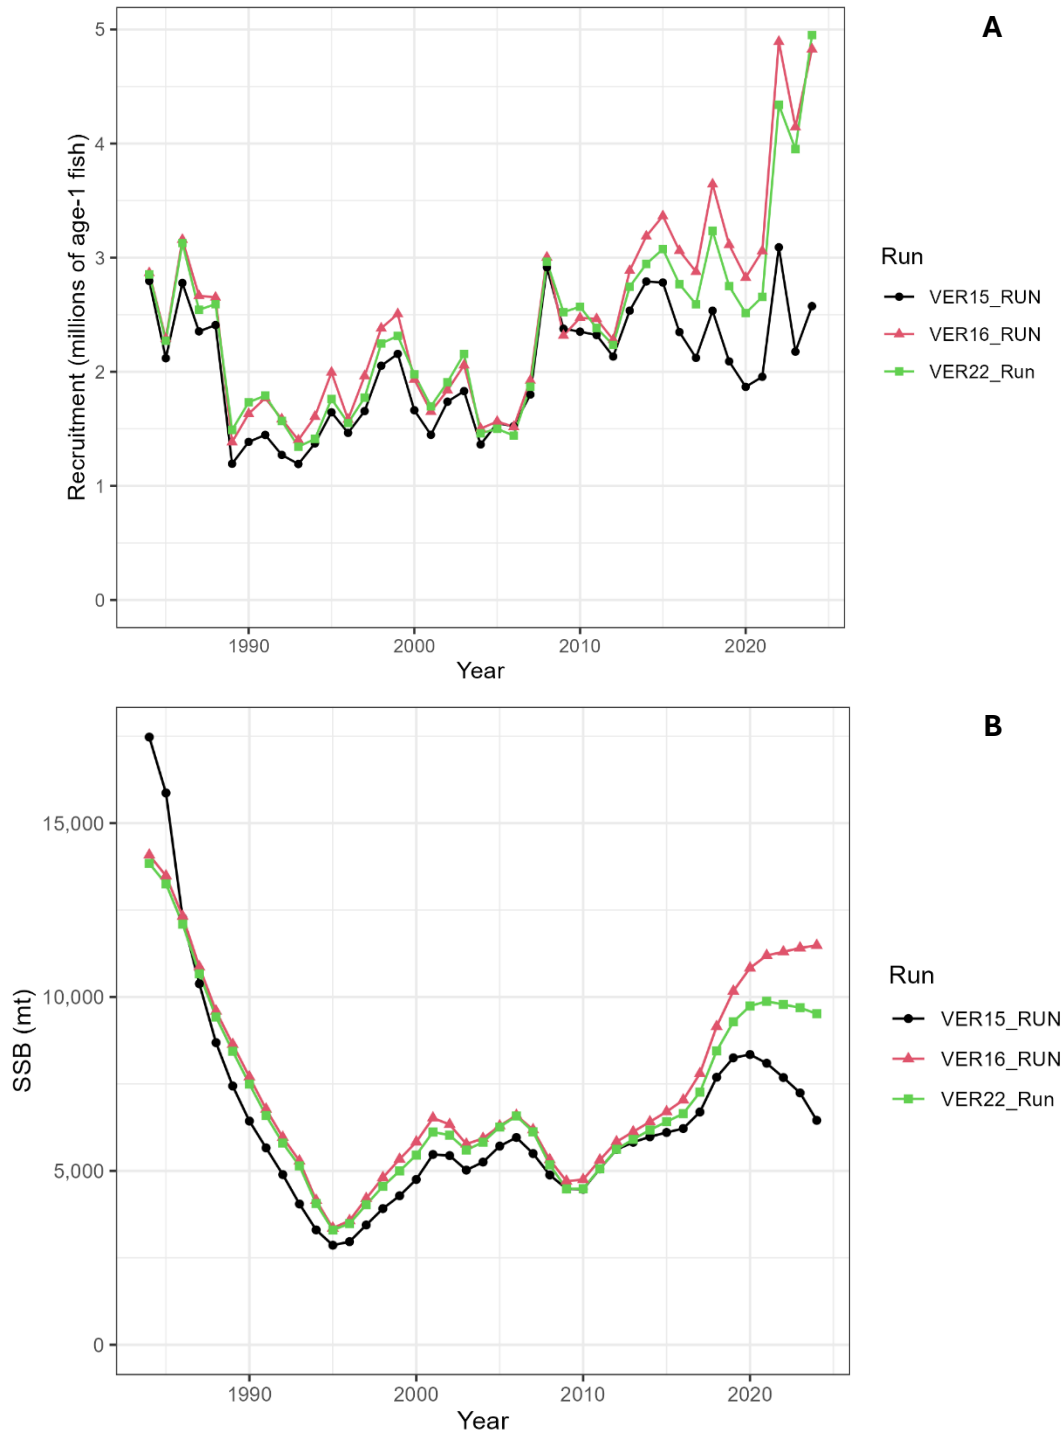 A
Recruitment (millions of age-1 fish)
5
4
3
2
1
0
1990 2000 2010 2020
Year
Run
VER15_RUN
VER16_RUN
VER22_Run
B
SSB (mt)
15,000
10,000
5,000
0
1990 2000 2010 2020
Year
Run
VER15_RUN
VER16_RUN
VER22_Run